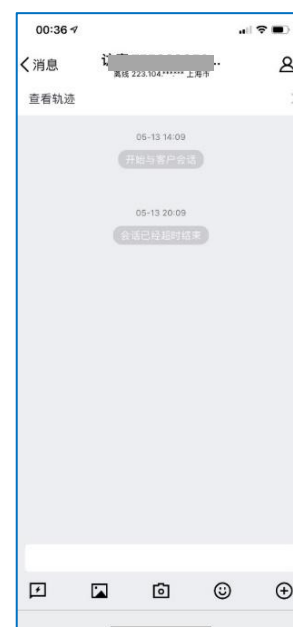 00:36
消息
离线 223.104.***.*** 上海市
查看轨迹
05-13 14:09
开始与客户会话
05-13 20:09
会话已经超时结束